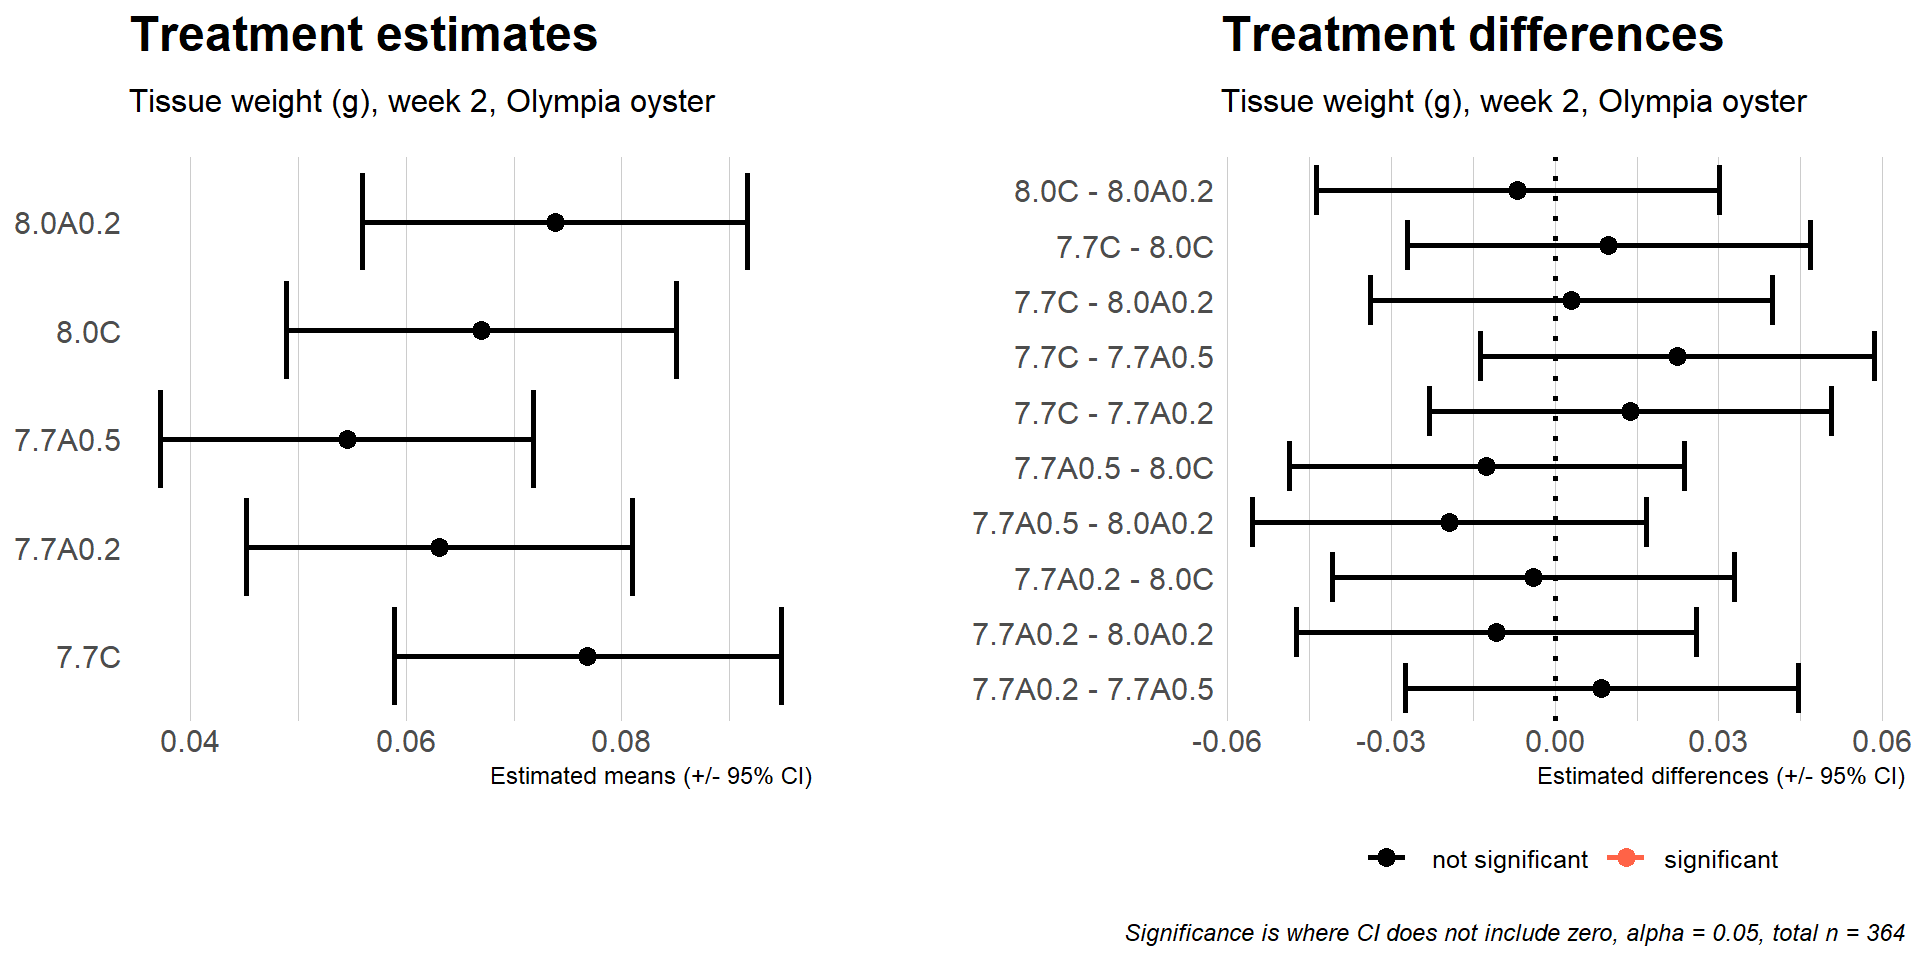 Treatment estimates
Tissue weight (g), week 2, Olympia oyster
8.0A0.2
8.0C
7.7A0.5
7.7A0.2
7.7C
0.04 0.06 0.08
Estimated means (+/- 95% CI)
Treatment differences
Tissue weight (g), week 2, Olympia oyster
8.0C - 8.0A0.2
7.7C - 8.0C
7.7C - 8.0A0.2
7.7C - 7.7A0.5
7.7C - 7.7A0.2
7.7A0.5 - 8.0C
7.7A0.5 - 8.0A0.2
7.7A0.2 - 8.0C
7.7A0.2 - 8.0A0.2
7.7A0.2 - 7.7A0.5
-0.06 -0.03 0.00 0.03 0.06
Estimated differences (+/- 95% CI)
not significant significant
Significance is where CI does not include zero, alpha = 0.05, total n = 364